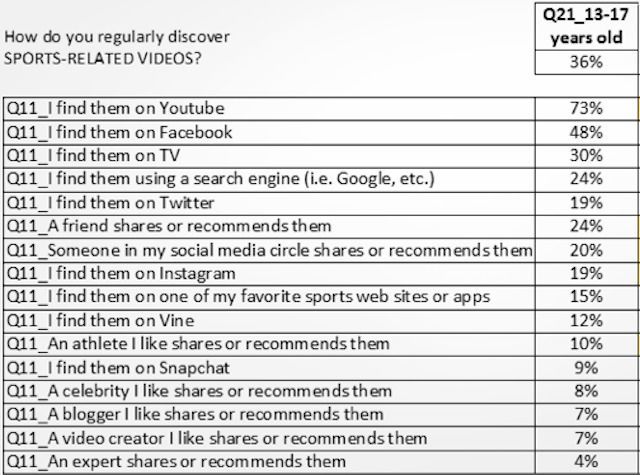 How do you regularly discover
SPORTS-RELATED VIDEOS?
Q21_13-17
years old
36%
Q11_I find them on Youtube 73%
Q11_I find them on Facebook 48%
Q11_I find them on TV 30%
Q11_I find them using a search engine (i.e. Google, etc.) 24%
Q11_I find them on Twitter 19%
Q11_A friend shares or recommends them 24%
Q11_Someone in my social media circle shares or recommends them 20%
Q11_I find them on Instagram 19%
Q11_I find them on one of my favorite sports web sites or apps 15%
Q11_I find them on Vine 12%
Q11_An athlete I like shares or recommends them 10%
Q11_I find them on Snapchat 9%
Q11_A celebrity I like shares or recommends them 8%
Q11_A blogger I like shares or recommends them 7%
Q11_A video creator I like shares or recommends them 7%
Q11_An expert shares or recommends them 4%